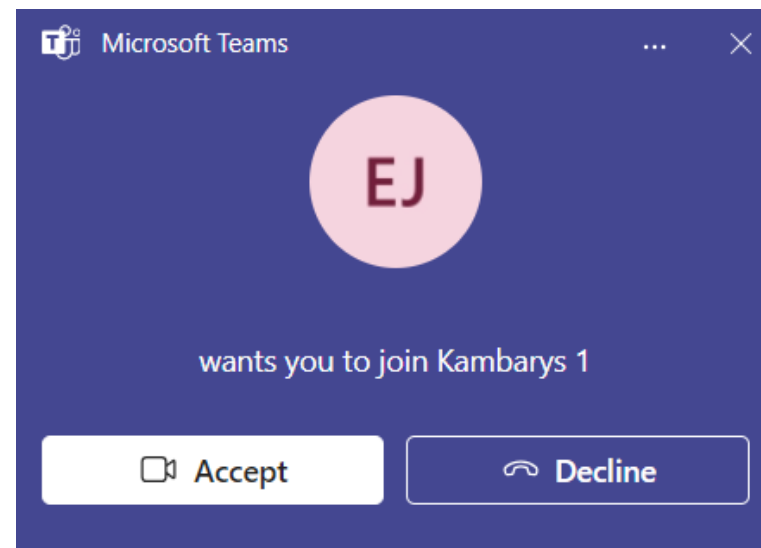 Microsoft Teams
EJ
wants you to join Kambarys 1
Accept
Decline